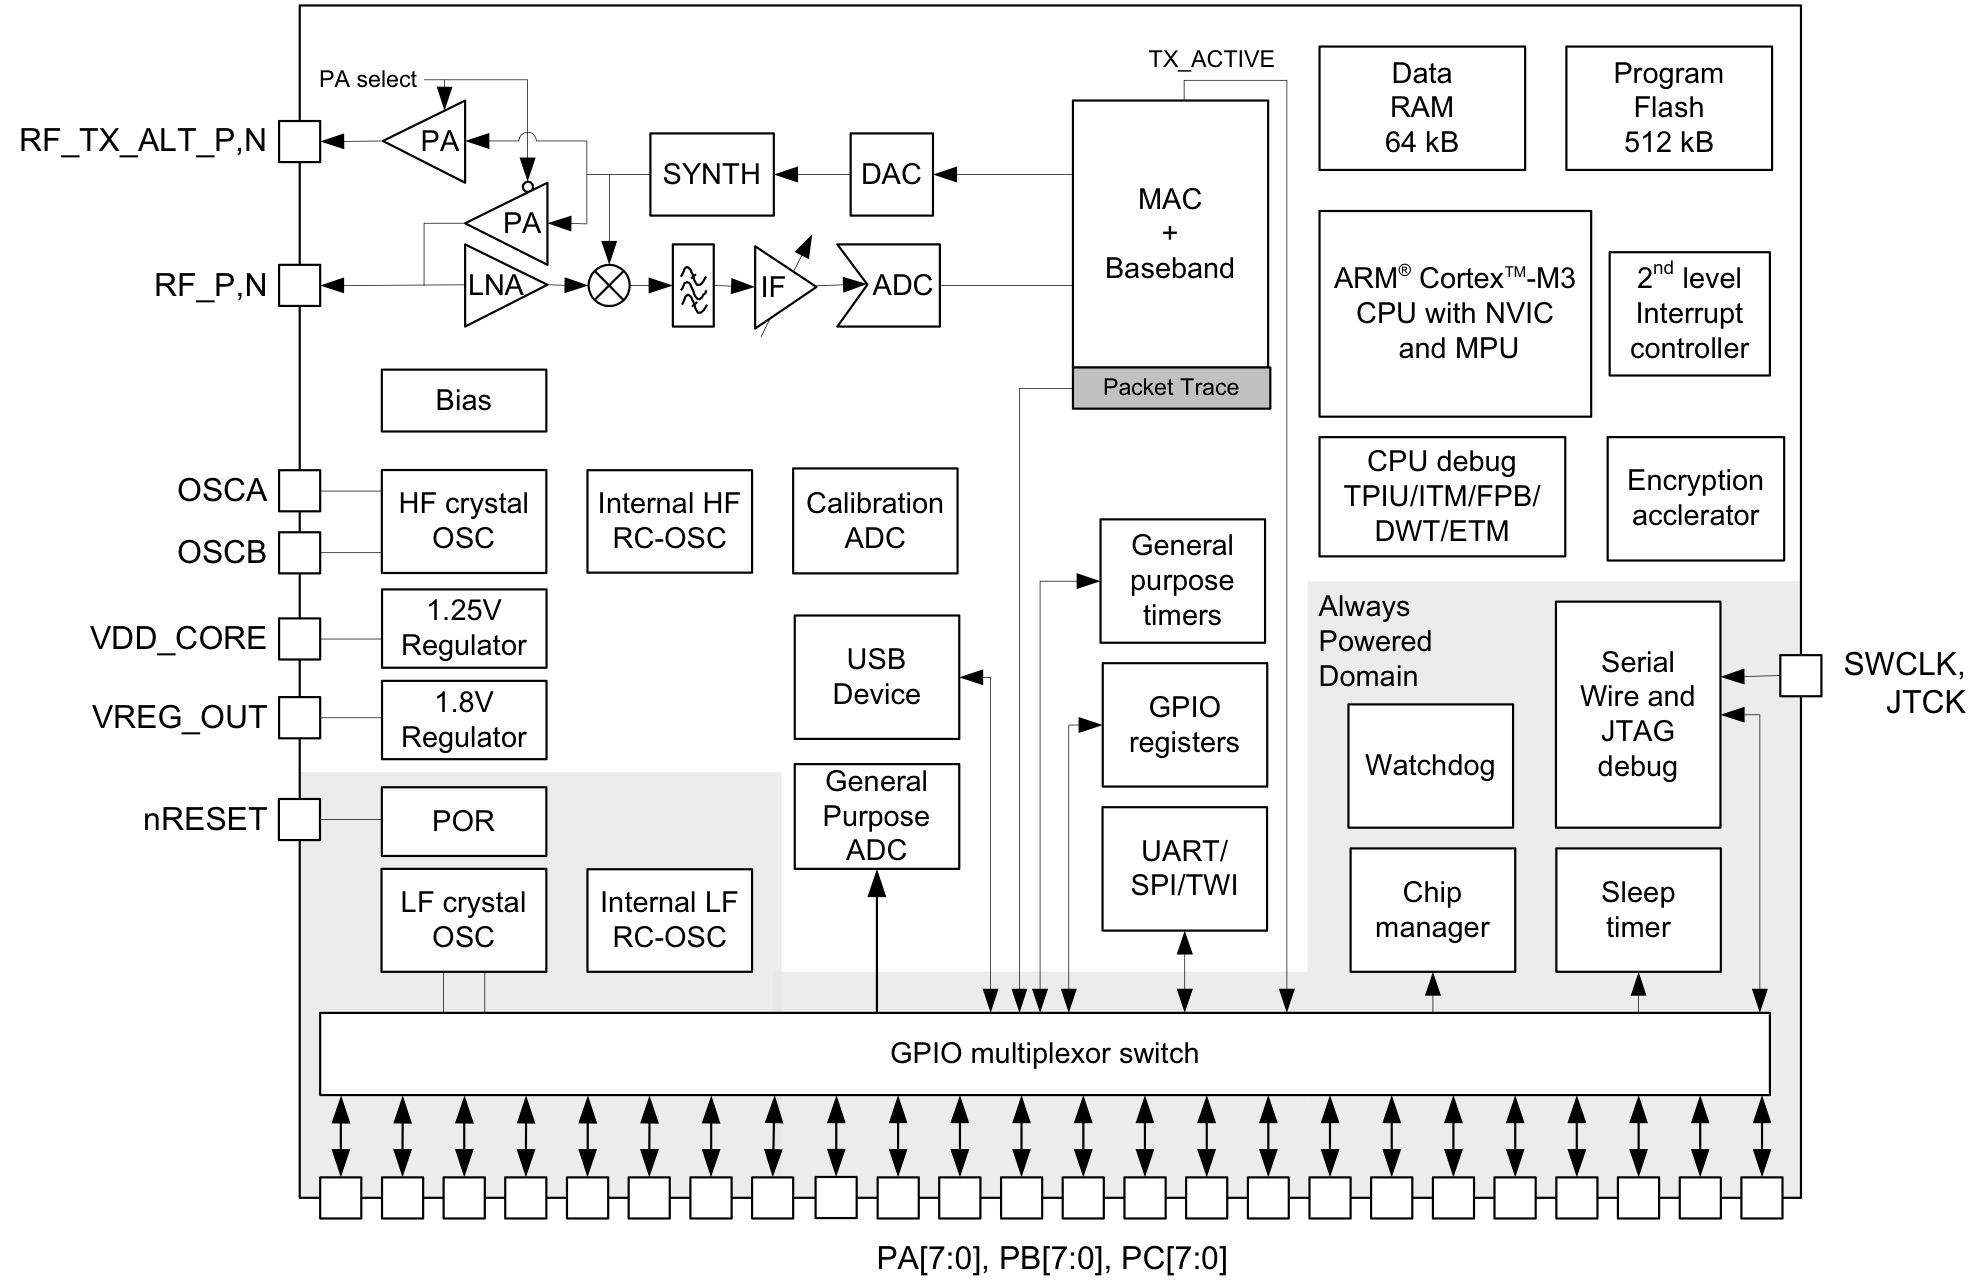 TX_ACTIVE
PA select
RF_TX_ALT_P,N
PA
SYNTH
DAC
PA
RF_P,N
LNA
IF
ADC
MAC
+
Baseband
Packet Trace
Data
RAM
64 kB
Program
Flash
512 kB
ARM® Cortex™-M3
CPU with NVIC
and MPU
2nd level
Interrupt
controller
Bias
OSCA
OSCB
HF crystal
OSC
Internal HF
RC-OSC
Calibration
ADC
CPU debug
TPIU/ITM/FPB/
DWT/ETM
Encryption
acclerator
General
purpose
timers
VDD_CORE
1.25V
Regulator
VREG_OUT
1.8V
Regulator
USB
Device
GPIO
registers
Always
Powered
Domain
Serial
Wire and
JTAG
debug
SWCLK,
JTCK
Watchdog
nRESET
POR
General
Purpose
ADC
UART/
SPI/TWI
LF crystal
OSC
Internal LF
RC-OSC
Chip
manager
Sleep
timer
GPIO multiplexor switch
PA[7:0], PB[7:0], PC[7:0]